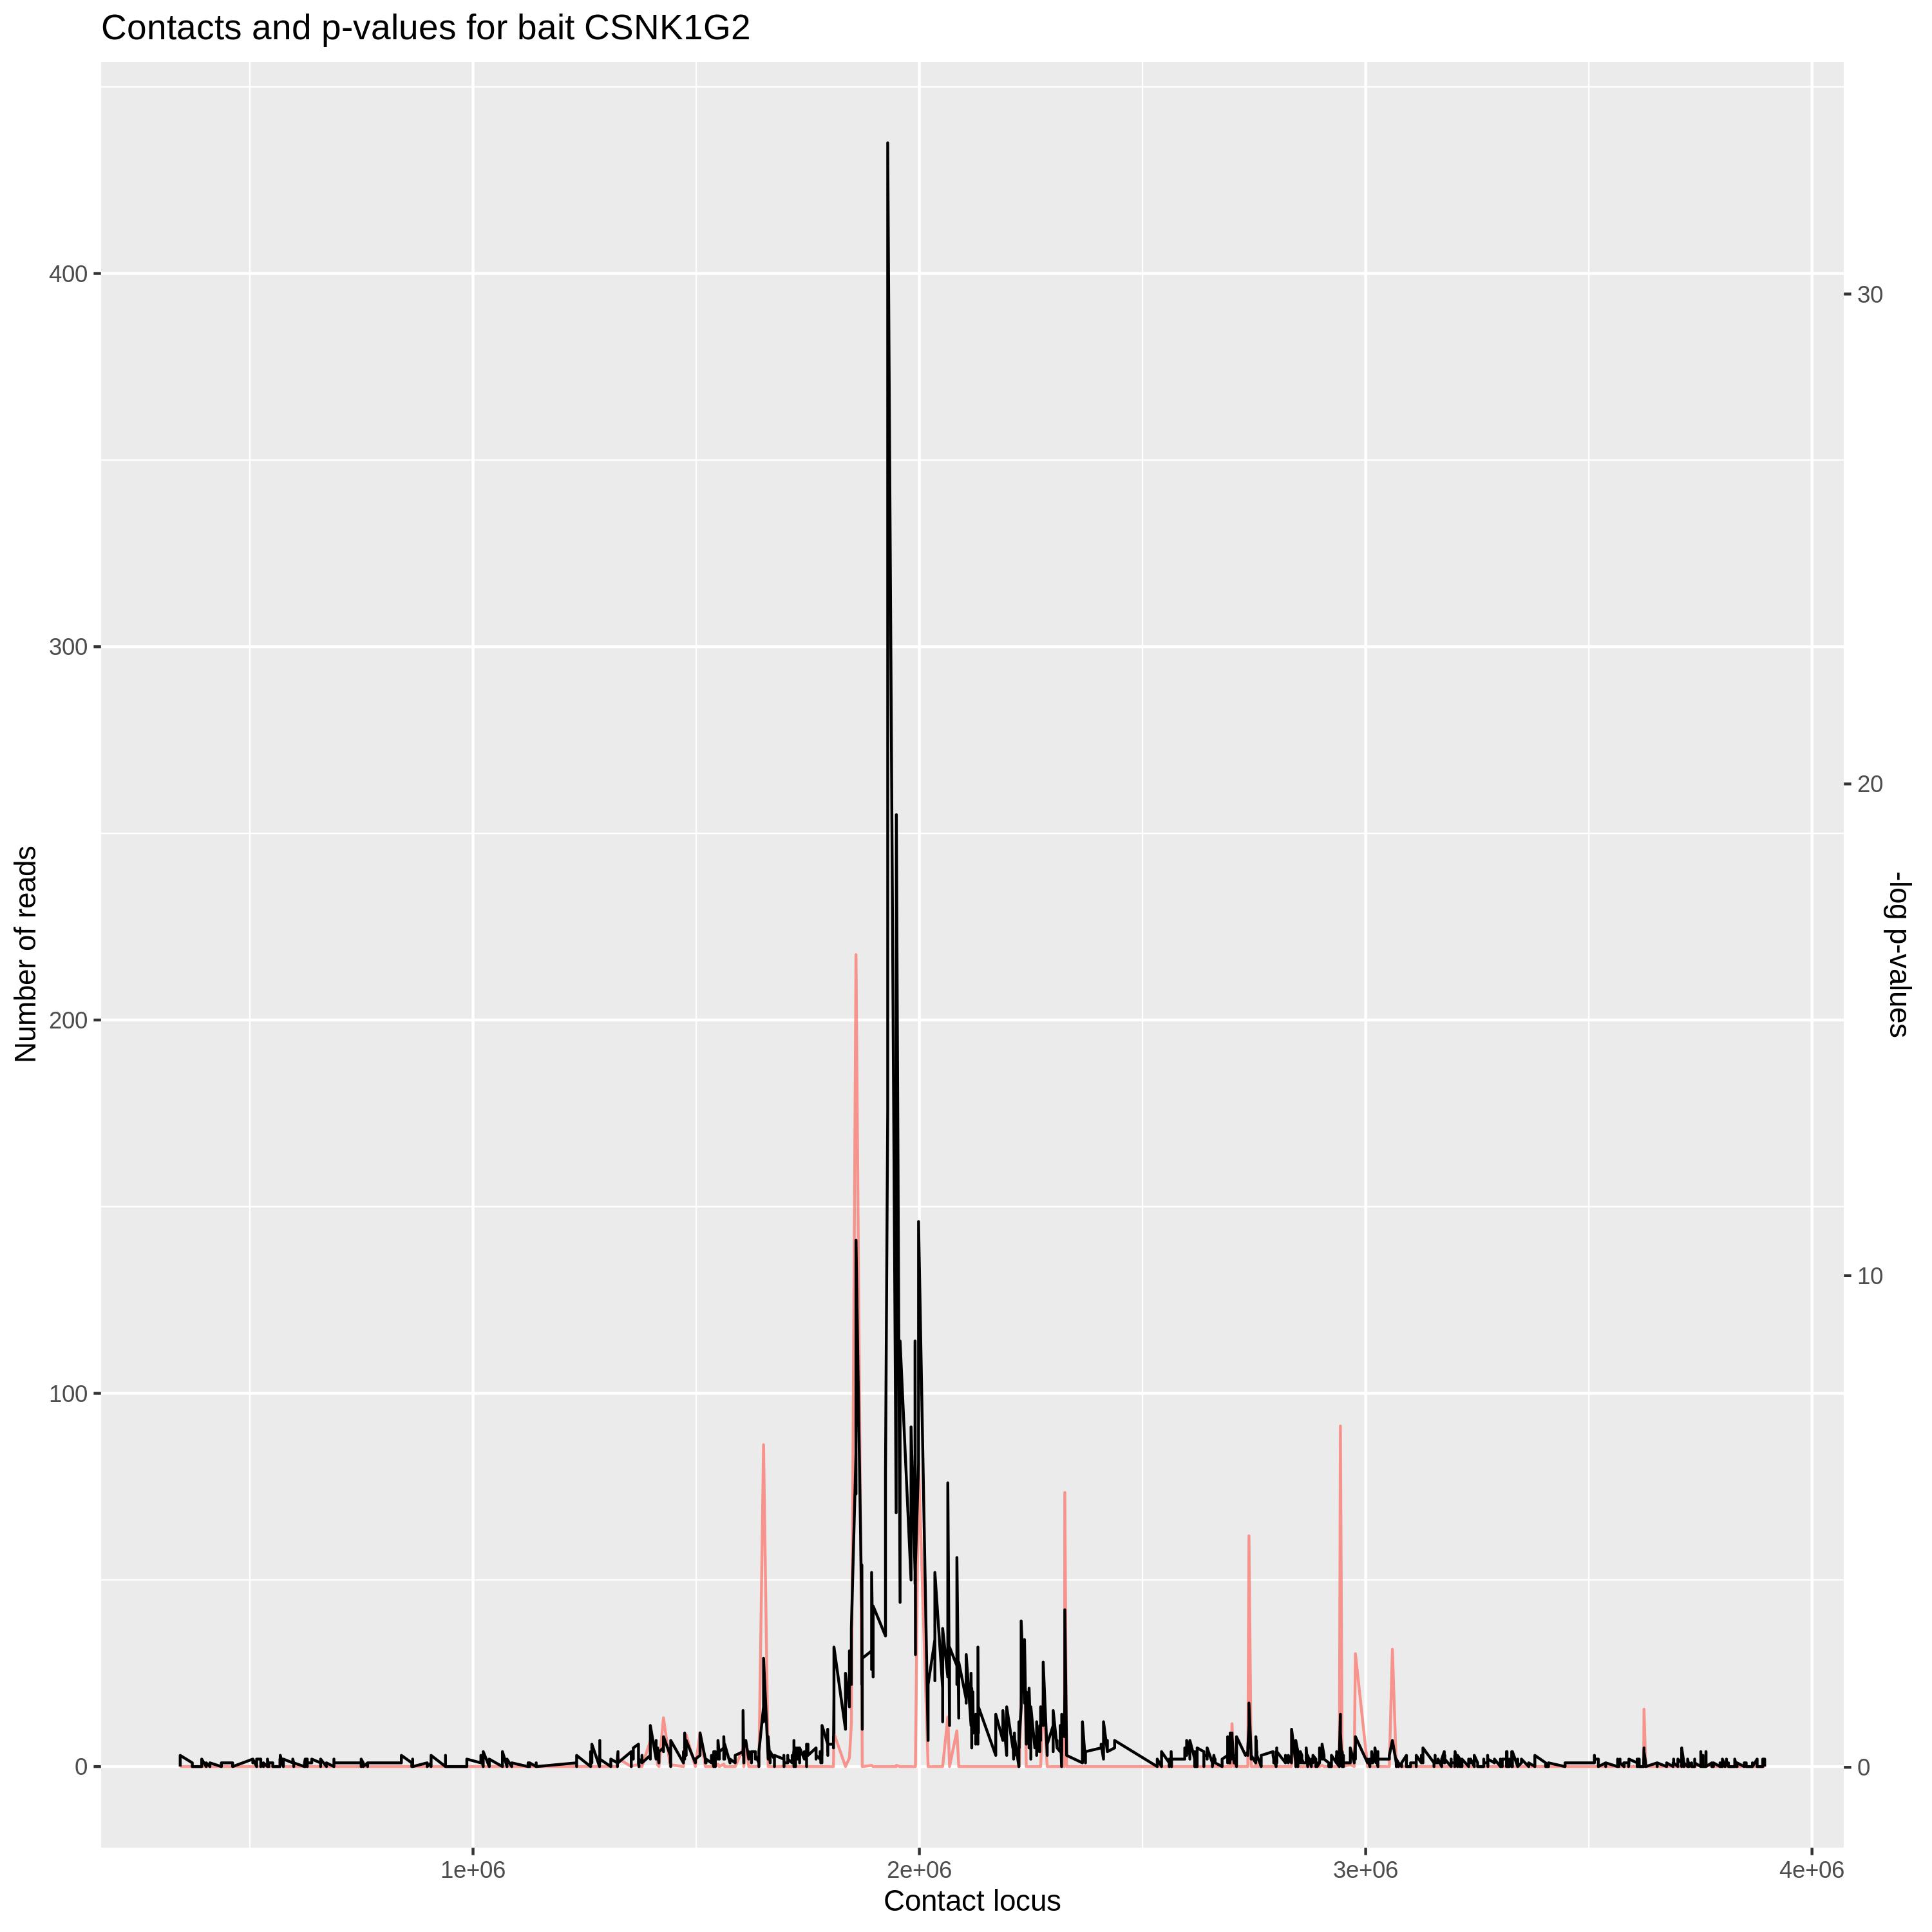 Contacts and p-values for bait CSNK1G2
400
300
200
100
0
Number of reads
30
20
10
0
-log p-values
1e+06
2e+06
3e+06
4e+06
Contact locus